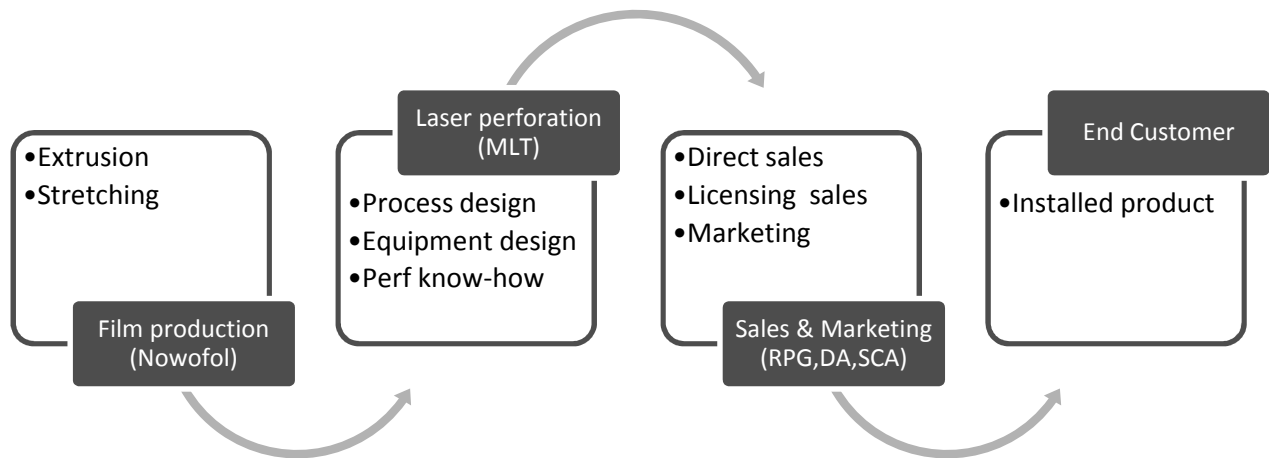 •Extrusion
•Stretching
Film production
(Nowofol)
Laser perforation
(MLT)
•Process design
•Equipment design
•Perf know-how
•Direct sales
•Licensing  sales
•Marketing
Sales & Marketing
(RPG,DA,SCA)
End Customer
•Installed product